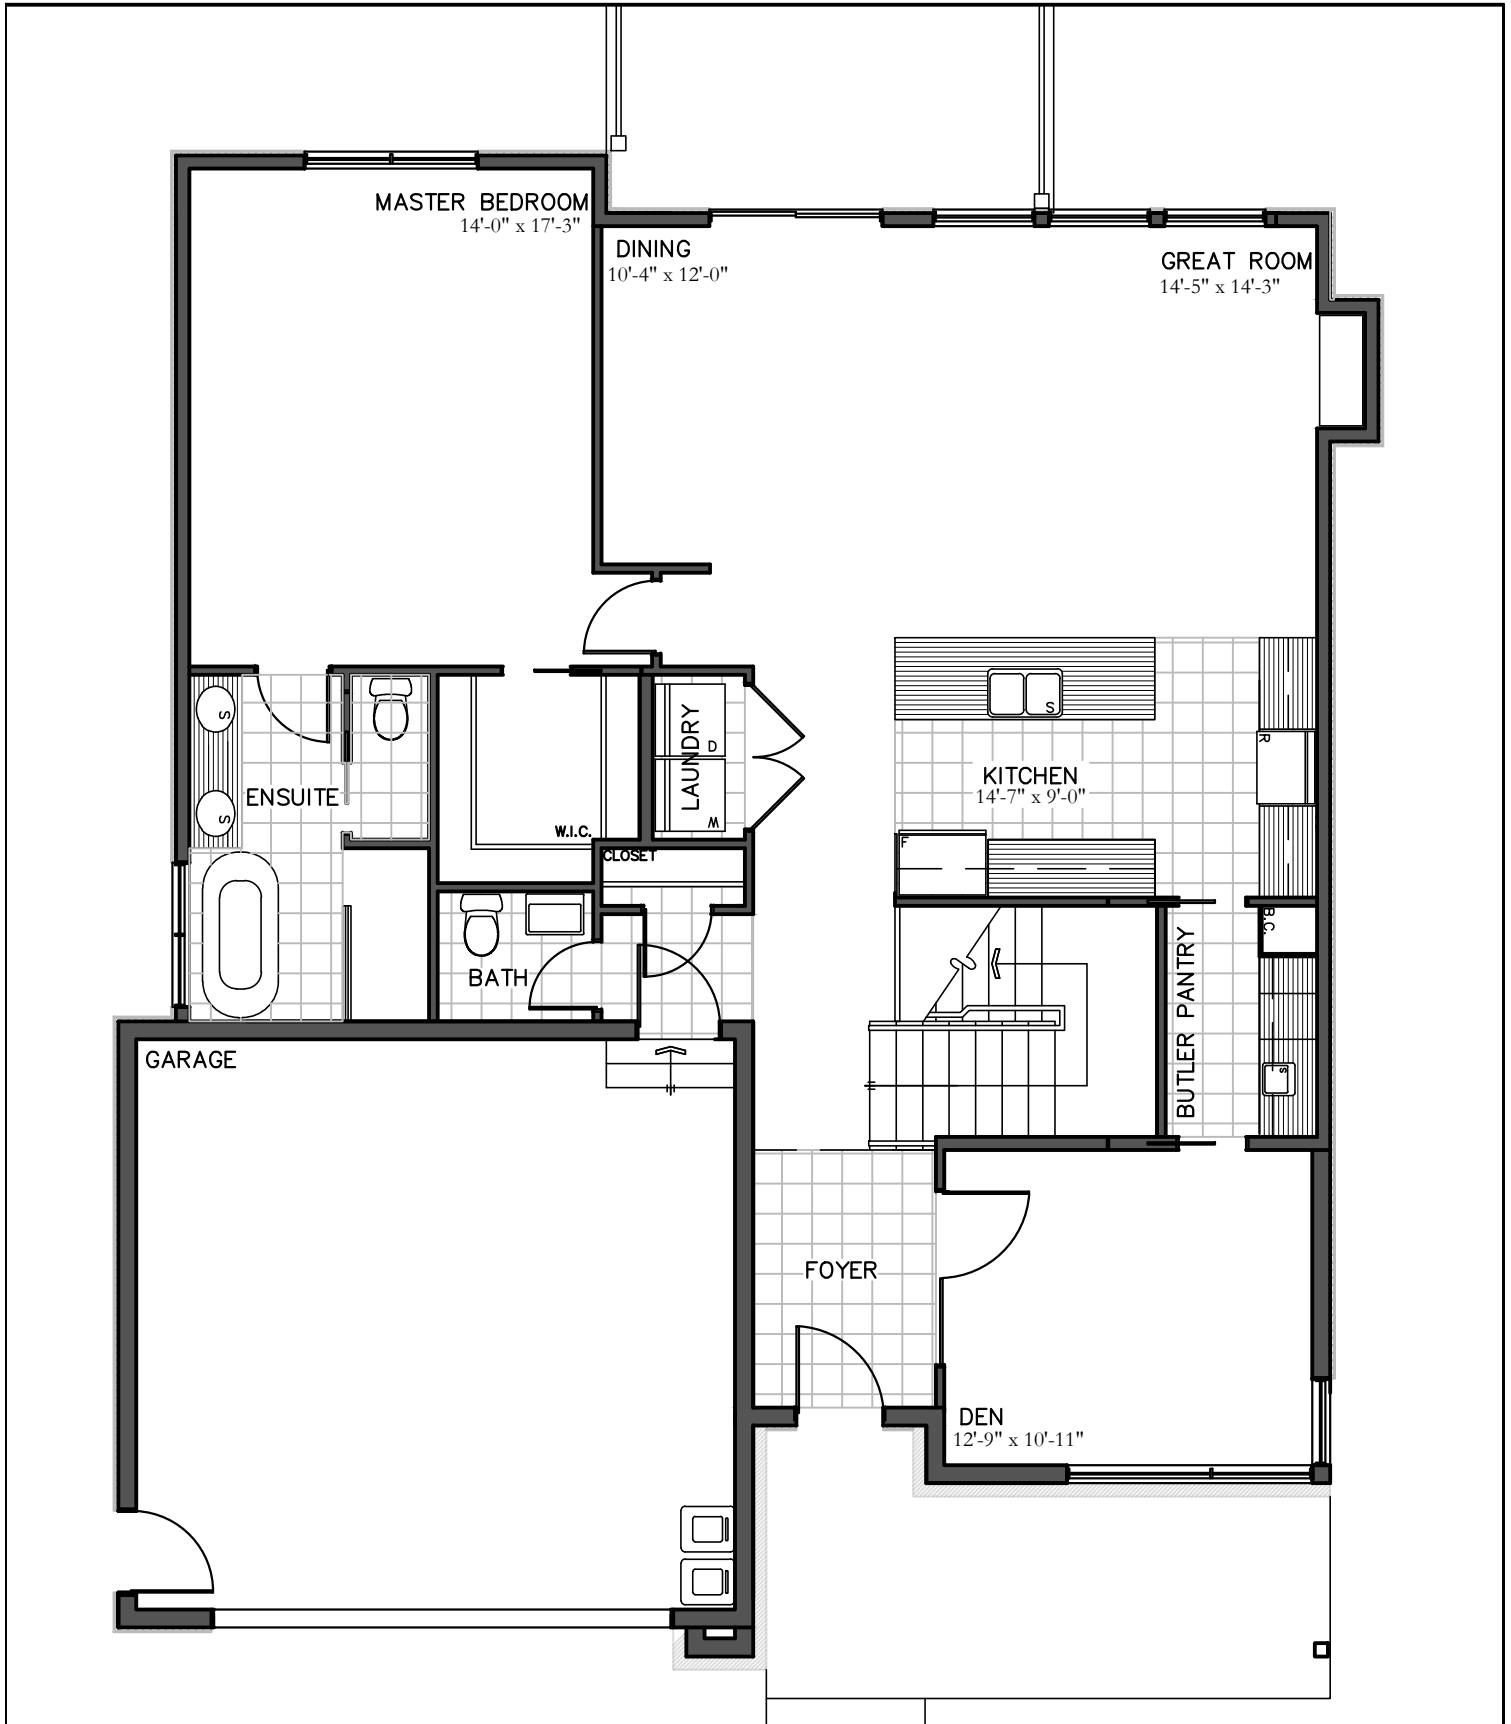 MASTER BEDROOM
14'-0" x 17'-3"
DINING
10'-4" x 12'-0"
GREAT ROOM
14'-5" x 14'-3"
S
S
ENSUITE
W.I.C.
LAUNDRY
D
W
CLOSET
S
R
KITCHEN
14'-7" x 9'-0"
F
B.C.
BATH
BUTLER PANTRY
S
GARAGE
FOYER
DEN
12'-9" x 10'-11"